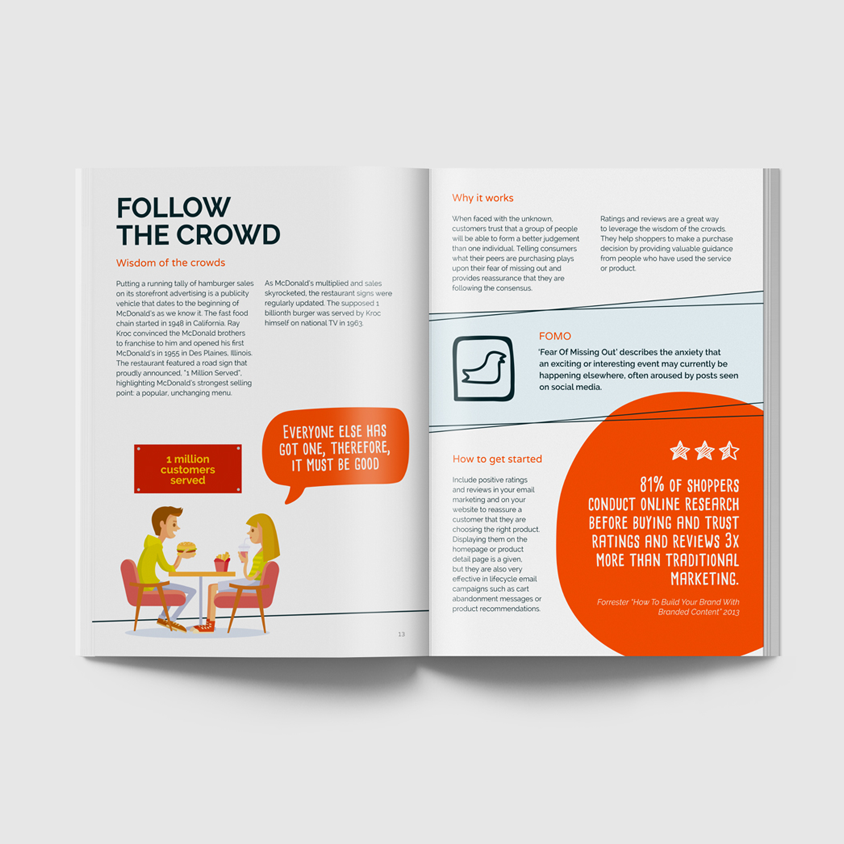 FOLLOW
THE CROWD
Wisdom of the crowds
Putting a running tally of hamburger sales
on its storefront advertising is a publicity
vehicle that dates to the beginning of
McDonald's as we know it. The fast food
chain started in 1948 in California. Ray
Kroc convinced the McDonald brothers
to franchise to him and opened his first
McDonald's in 1955 in Des Plaines, Illinois.
The restaurant featured a road sign that
proudly announced, "1 Million Served",
highlighting McDonald's strongest selling
point: a popular, unchanging menu.
As McDonald's multiplied and sales
skyrocketed, the restaurant signs were
regularly updated. The supposed 1
billionth burger was served by Kroc
himself on national TV in 1963.
EVERYONE ELSE HAS
GOT ONE, THEREFORE,
IT MUST BE GOOD
1 million
customers
served
13
Why it works
When faced with the unknown,
customers trust that a group of people
will be able to form a better judgement
than one individual. Telling consumers
what their peers are purchasing plays
upon their fear of missing out and
provides reassurance that they are
following the consensus.
Ratings and reviews are a great way
to leverage the wisdom of the crowds.
They help shoppers to make a purchase
decision by providing valuable guidance
from people who have used the service
or product.
FOMO
'Fear Of Missing Out' describes the anxiety that
an exciting or interesting event may currently be
happening elsewhere, often aroused by posts seen
on social media.
How to get started
Include positive ratings
and reviews in your email
marketing and on your
website to reassure a
customer that they are
choosing the right product.
Displaying them on the
homepage or product
detail page is a given,
but they are also very
effective in lifecycle email
campaigns such as cart
abandonment messages or
product recommendations.
81% OF SHOPPERS
CONDUCT ONLINE RESEARCH
BEFORE BUYING AND TRUST
RATINGS AND REVIEWS 3X
MORE THAN TRADITIONAL
MARKETING.
Forrester "How To Build Your Brand With
Branded Content" 2013